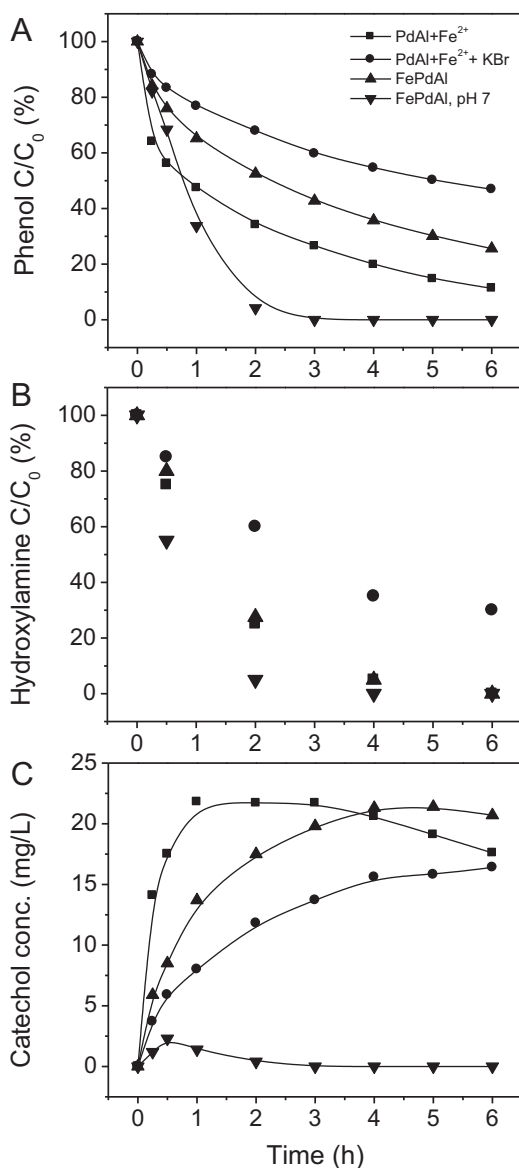 A
Phenol C/C₀ (%)
100
80
60
40
20
0
PdAl+Fe²⁺
PdAl+Fe²⁺+ KBr
FePdAl
FePdAl, pH 7
0 1 2 3 4 5 6
B
Hydroxylamine C/C₀ (%)
100
80
60
40
20
0
0 1 2 3 4 5 6
C
Catechol conc. (mg/L)
25
20
15
10
5
0
0 1 2 3 4 5 6
Time (h)